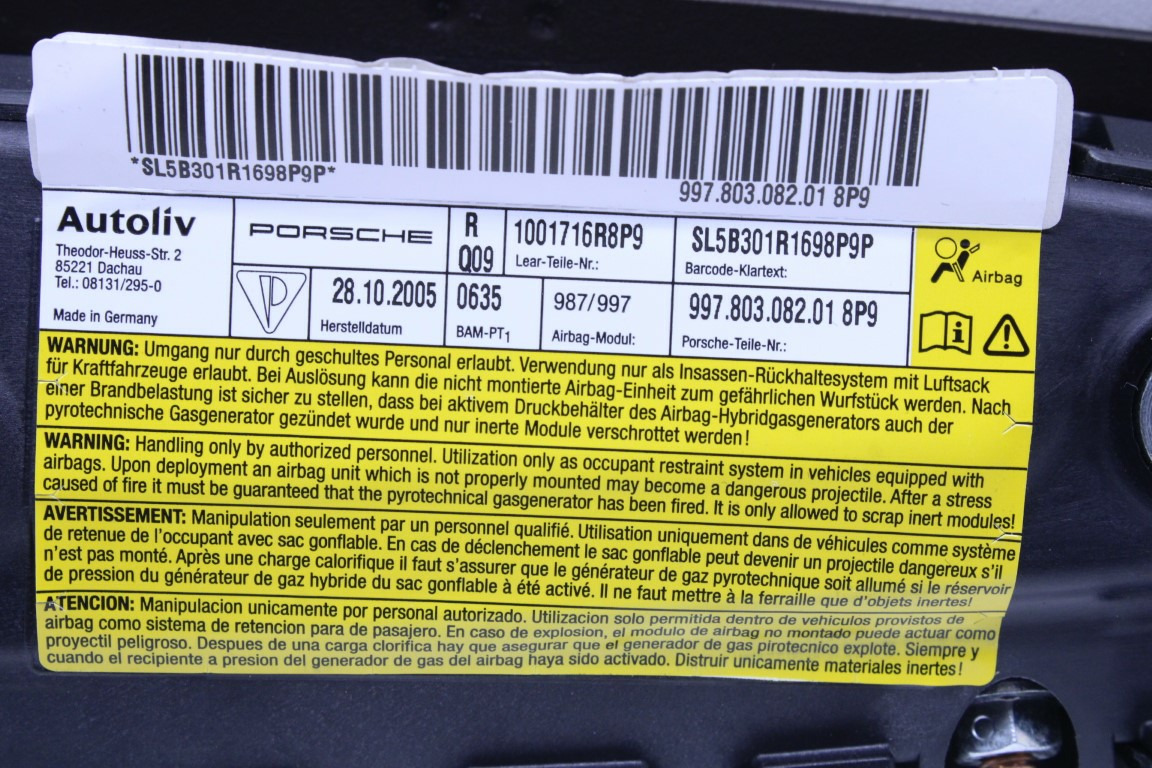 *SL5B301R1698P9P*
997.803.082.01 8P9
Autoliv
Theodor-Heuss-Str. 2
85221 Dachau
Tel.: 08131/295-0
Made in Germany
PORSCHE
28.10.2005
Herstelldatum
R
Q09
0635
BAM-PT1
1001716R8P9
Lear-Teile-Nr.:
987/997
Airbag-Modul:
SL5B301R1698P9P
Barcode-Klartext:
997.803.082.01 8P9
Porsche-Teile-Nr.:
Airbag
WARNUNG: Umgang nur durch geschultes Personal erlaubt. Verwendung nur als Insassen-Rückhaltesystem mit Luftsack
für Kraftfahrzeuge erlaubt. Bei Auslösung kann die nicht montierte Airbag-Einheit zum gefährlichen Wurfstück werden. Nach
einer Brandbelastung ist sicher zu stellen, dass bei aktivem Druckbehälter des Airbag-Hybridgasgenerators auch der
pyrotechnische Gasgenerator gezündet wurde und nur inerte Module verschrottet werden!
WARNING: Handling only by authorized personnel. Utilization only as occupant restraint system in vehicles equipped with
airbags. Upon deployment an airbag unit which is not properly mounted may become a dangerous projectile. After a stress
caused of fire it must be guaranteed that the pyrotechnical gasgenerator has been fired. It is only allowed to scrap inert modules!
AVERTISSEMENT: Manipulation seulement par un personnel qualifié. Utilisation uniquement dans de véhicules comme système
de retenue de l'occupant avec sac gonflable. En cas de déclenchement le sac gonflable peut devenir un projectile dangereux s'il
n'est pas monté. Après une charge calorifique il faut s'assurer que le générateur de gaz pyrotechnique soit allumé si le réservoir
de pression du générateur de gaz hybride du sac gonflable à été activé. Il ne faut mettre à la ferraille que d'objets inertes!
ATENCION: Manipulacion unicamente por personal autorizado. Utilizacion solo permitida dentro de vehiculos provistos de
airbag como sistema de retencion para de pasajero. En caso de explosion, el modulo de airbag no montado puede actuar como
proyectil peligroso. Despues de una carga clorifica hay que asegurar que el generador de gas pirotecnico explote. Siempre y
cuando el recipiente a presion del generador de gas del airbag haya sido activado. Distruir unicamente materiales inertes!